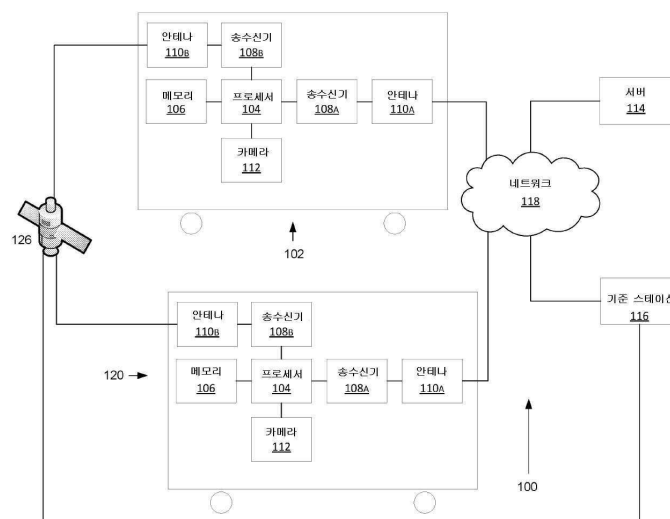 안테나 송수신기
110B 108B
메모리 프로세서 송수신기 안테나 서버
106 104 108A 110A 114
카메라
112
네트워크
118
126
102
안테나 송수신기
110B 108B
기준 스테이션
116
120
메모리 프로세서 송수신기 안테나
106 104 108A 110A
카메라
112
100